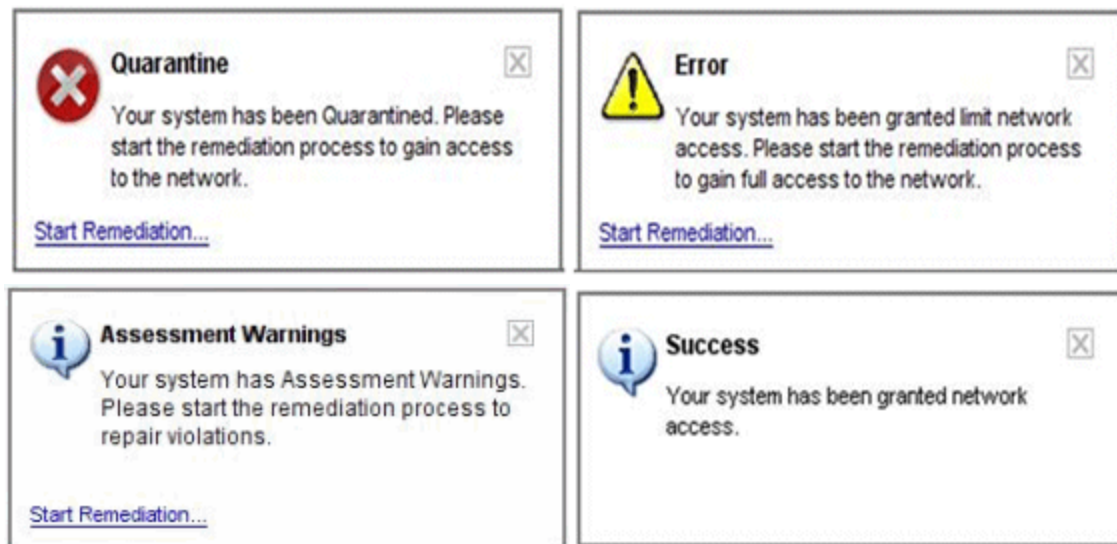 Quarantine
Your system has been Quarantined. Please
start the remediation process to gain access
to the network.
Start Remediation...
Error
Your system has been granted limit network
access. Please start the remediation process
to gain full access to the network.
Start Remediation...
Assessment Warnings
Your system has Assessment Warnings.
Please start the remediation process to
repair violations.
Start Remediation...
Success
Your system has been granted network
access.